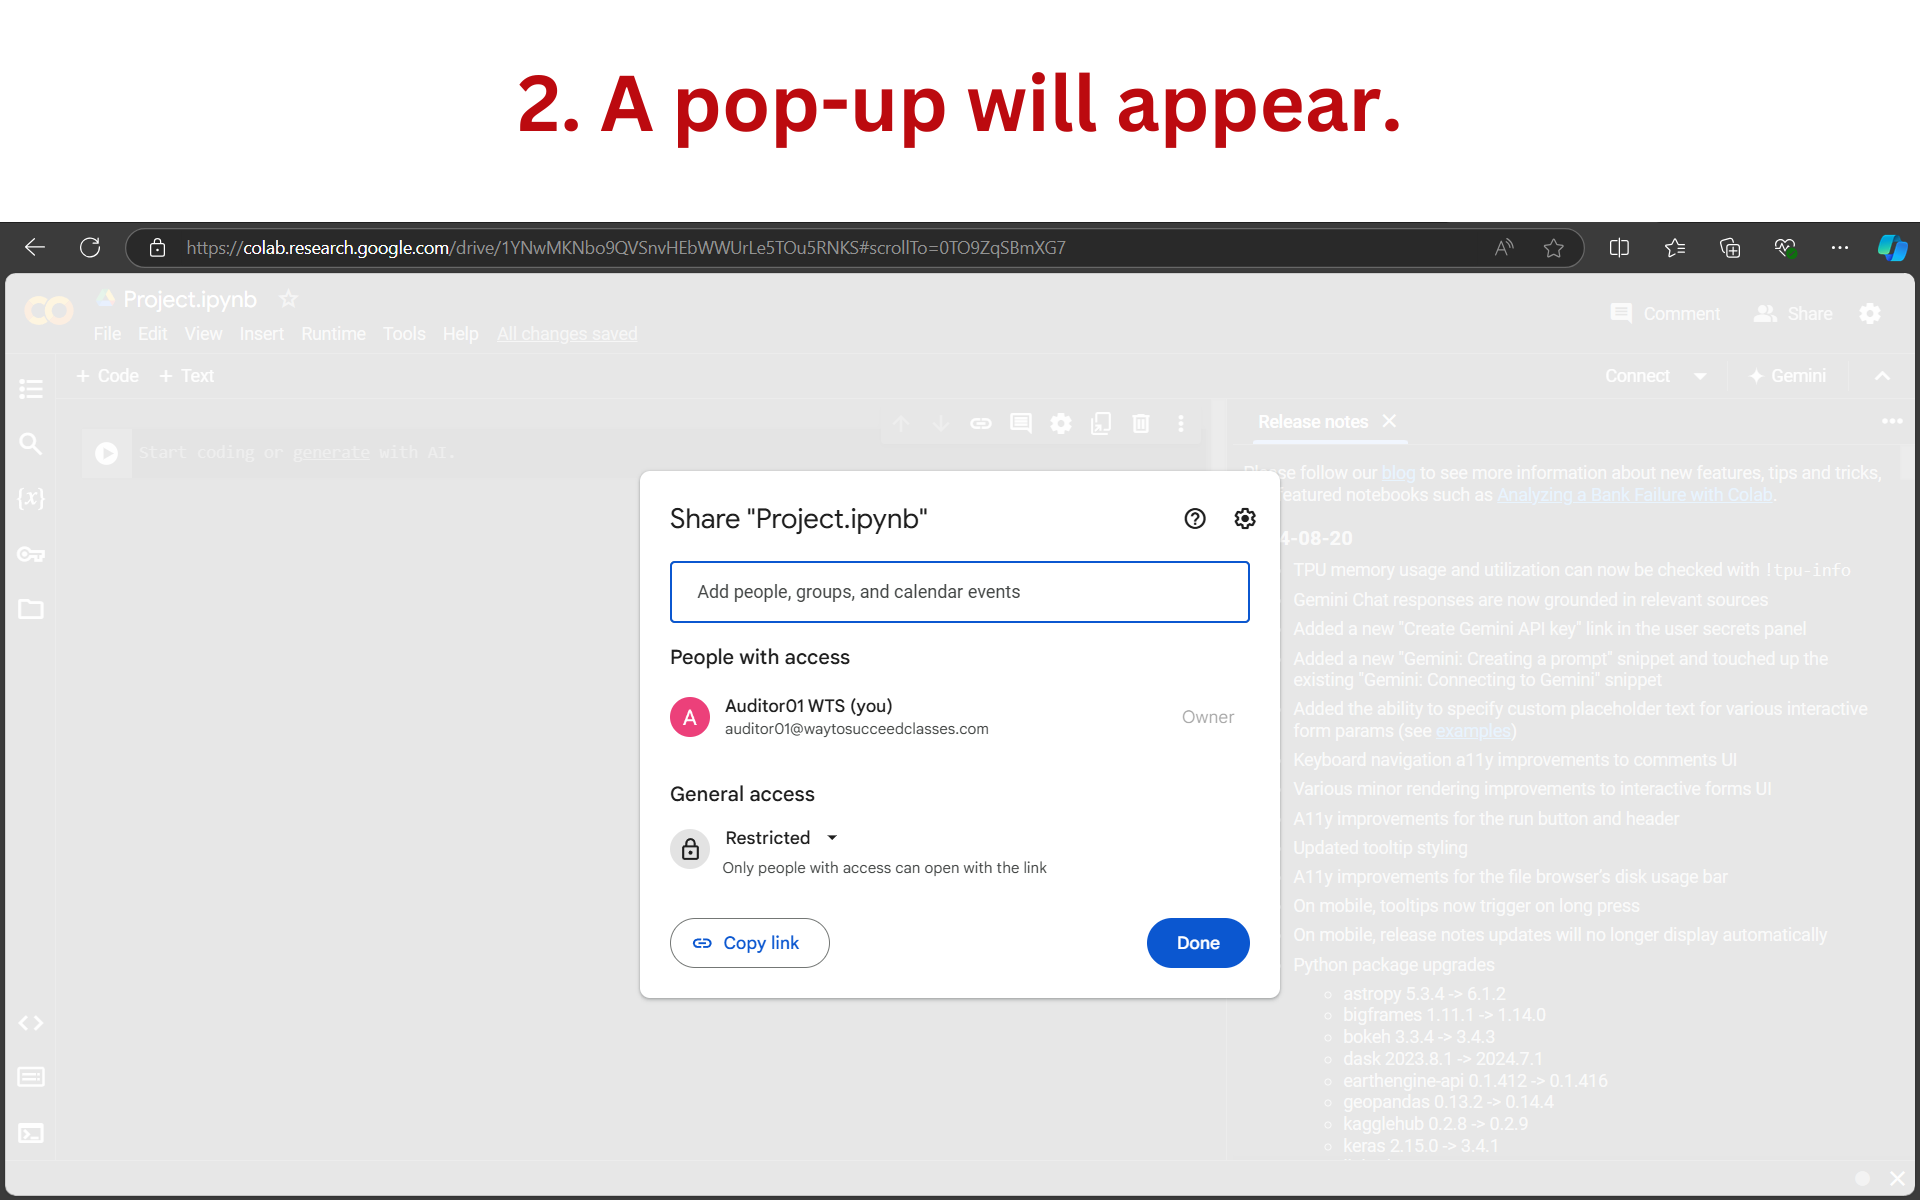 2. A pop-up will appear.
https://colab.research.google.com/drive/1YNwMKNbo9QVSnvHEbWWUrLe5TOu5RNKS#scrollTo=0TO9ZqSBmXG7
Project.ipynb
File Edit View Insert Runtime Tools Help All changes saved
Comment Share
+ Code + Text
Connect Gemini
Start coding or generate with AI.
Share "Project.ipynb"
Add people, groups, and calendar events
People with access
A
Auditor01 WTS (you)
auditor01@waytosucceedclasses.com
Owner
General access
Restricted
Only people with access can open with the link
Copy link
Done
Release notes
follow our blog to see more information about new features, tips and tricks,
featured notebooks such as Analyzing a Bank Failure with Colab.
4-08-20
TPU memory usage and utilization can now be checked with !tpu-info
Gemini Chat responses are now grounded in relevant sources
Added a new "Create Gemini API key" link in the user secrets panel
Added a new "Gemini: Creating a prompt" snippet and touched up the
existing "Gemini: Connecting to Gemini" snippet
Added the ability to specify custom placeholder text for various interactive
form params (see examples)
Keyboard navigation a11y improvements to comments UI
Various minor rendering improvements to interactive forms UI
A11y improvements for the run button and header
Updated tooltip styling
A11y improvements for the file browser's disk usage bar
On mobile, tooltips now trigger on long press
On mobile, release notes updates will no longer display automatically
Python package upgrades
astropy 5.3.4 -> 6.1.2
bigframes 1.11.1 -> 1.14.0
bokeh 3.3.4 -> 3.4.3
dask 2023.8.1 -> 2024.7.1
earthengine-api 0.1.412 -> 0.1.416
geopandas 0.13.2 -> 0.14.4
kagglehub 0.2.8 -> 0.2.9
keras 2.15.0 -> 3.4.1